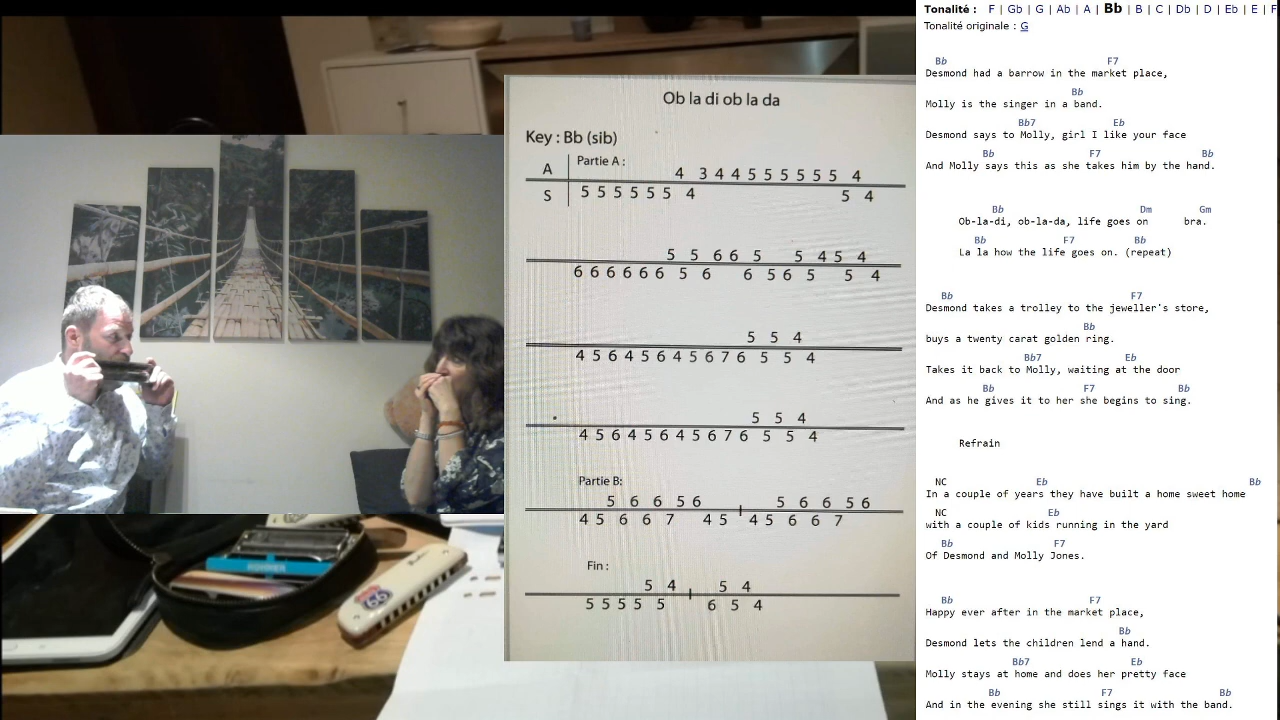 Tonalité : F | Gb | G | Ab | A | Bb | B | C | Db | D | Eb | E | F
Tonalité originale : G
Bb F7
Desmond had a barrow in the market place,
Bb
Molly is the singer in a band.
Bb7 Eb
Desmond says to Molly, girl I like your face
Bb F7 Bb
And Molly says this as she takes him by the hand.
Bb Dm Gm
Ob-la-di, ob-la-da, life goes on bra.
Bb F7 Bb
La la how the life goes on. (repeat)
Bb F7
Desmond takes a trolley to the jeweller's store,
Bb
buys a twenty carat golden ring.
Bb7 Eb
Takes it back to Molly, waiting at the door
Bb F7 Bb
And as he gives it to her she begins to sing.
Refrain
NC Eb Bb
In a couple of years they have built a home sweet home
NC Eb
with a couple of kids running in the yard
Bb F7
Of Desmond and Molly Jones.
Bb F7
Happy ever after in the market place,
Bb
Desmond lets the children lend a hand.
Bb7 Eb
Molly stays at home and does her pretty face
Bb F7 Bb
And in the evening she still sings it with the band.
Ob la di ob la da
Key : Bb (sib)
Partie A :
A 4 3 4 4 5 5 5 5 5 5 4
S 5 5 5 5 5 5 4 5 4
5 5 6 6 5 5 4 5 4
6 6 6 6 6 6 5 6 6 5 6 5 5 4
5 5 4
4 5 6 4 5 6 4 5 6 7 6 5 5 4
5 5 4
4 5 6 4 5 6 4 5 6 7 6 5 5 4
Partie B:
5 6 6 5 6 5 6 6 5 6
4 5 6 6 7 4 5 4 5 6 6 7
Fin :
5 4 5 4
5 5 5 5 5 6 5 4
HOHNER
66